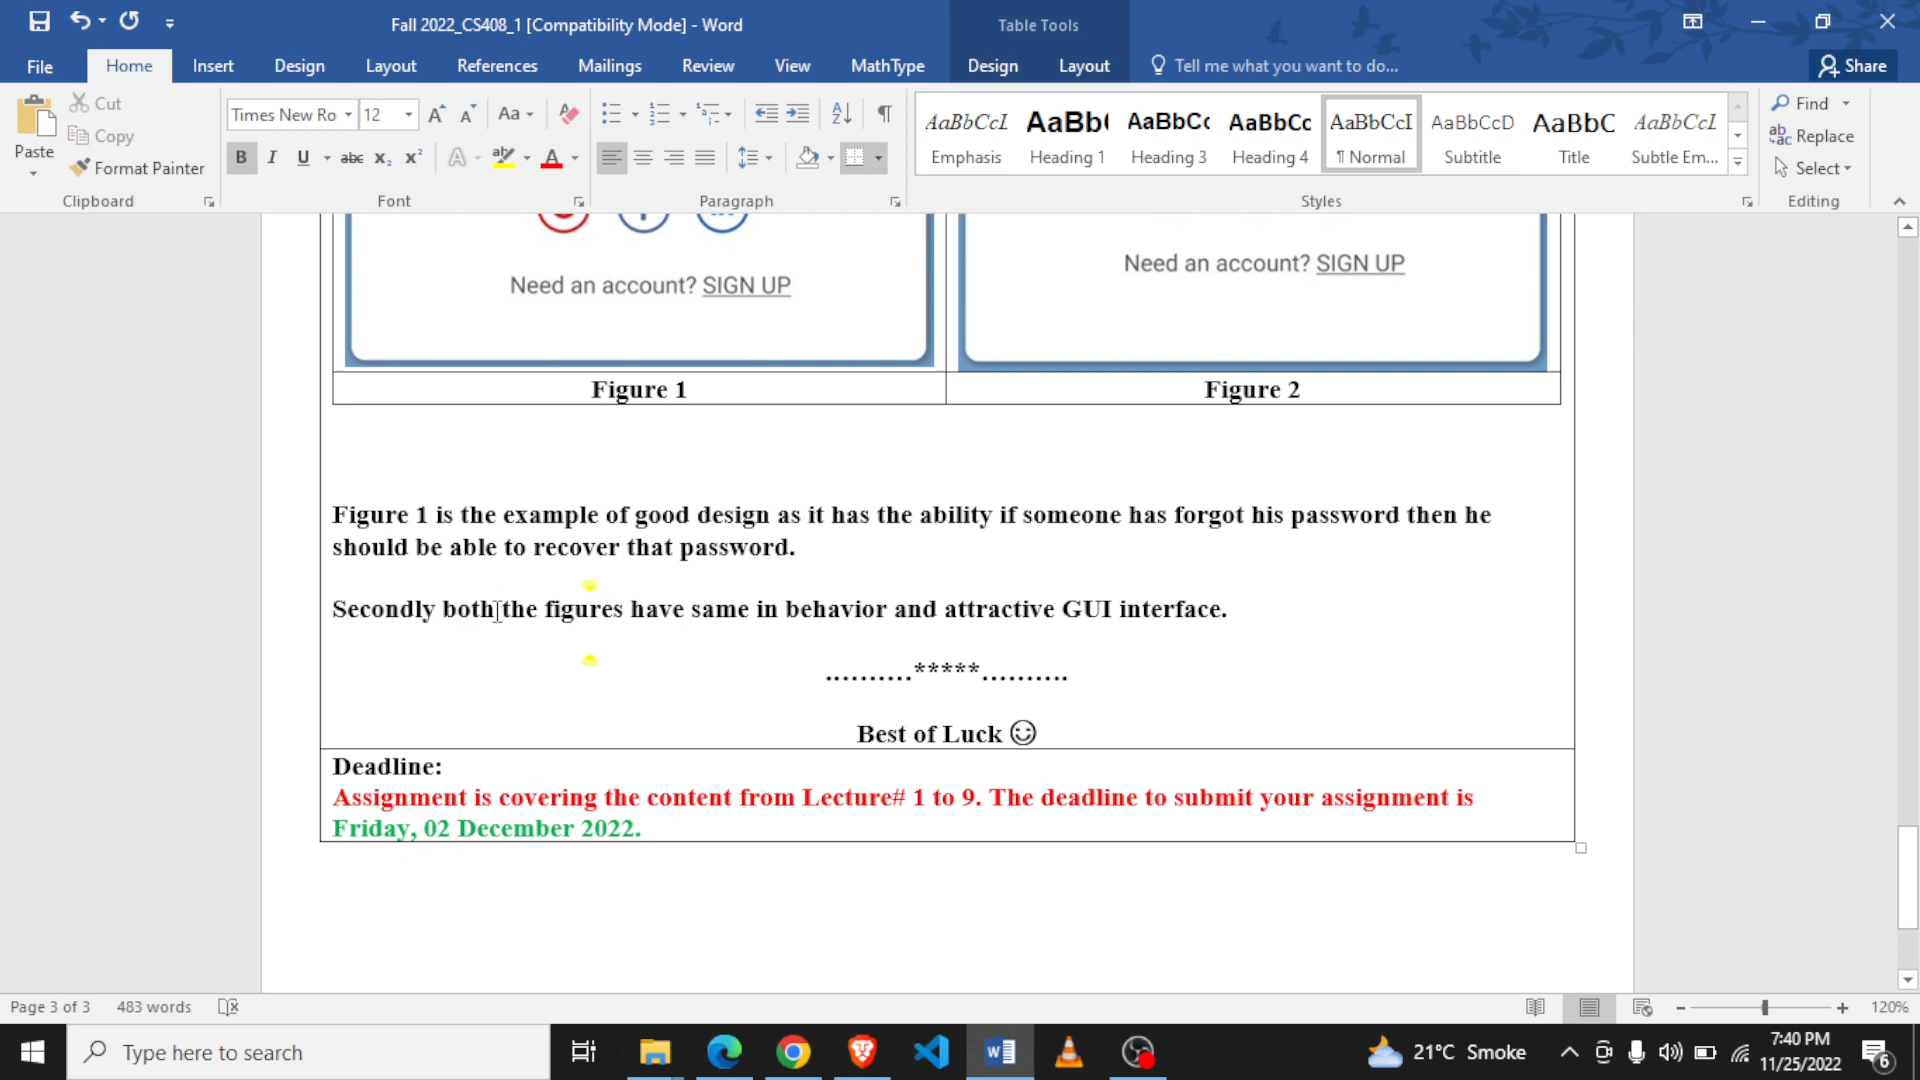 Fall 2022_CS408_1 [Compatibility Mode] - Word
Table Tools
File Home Insert Design Layout References Mailings Review View MathType Design Layout Tell me what you want to do... Share
Paste
Cut
Copy
Format Painter
Clipboard
Times New Ro 12
Font
Paragraph
AaBbCcI AaBb( AaBbCc AaBbCc AaBbCcI AaBbCcD AaBbC AaBbCcL
Emphasis Heading 1 Heading 3 Heading 4 ¶ Normal Subtitle Title Subtle Em...
Styles
Find
Replace
Select
Editing
Need an account? SIGN UP
Need an account? SIGN UP
Figure 1
Figure 2
Figure 1 is the example of good design as it has the ability if someone has forgot his password then he
should be able to recover that password.
Secondly both the figures have same in behavior and attractive GUI interface.
..........*****..........
Best of Luck ☺
Deadline:
Assignment is covering the content from Lecture# 1 to 9. The deadline to submit your assignment is
Friday, 02 December 2022.
Page 3 of 3 483 words 120%
Type here to search
21°C Smoke
7:40 PM
11/25/2022
6